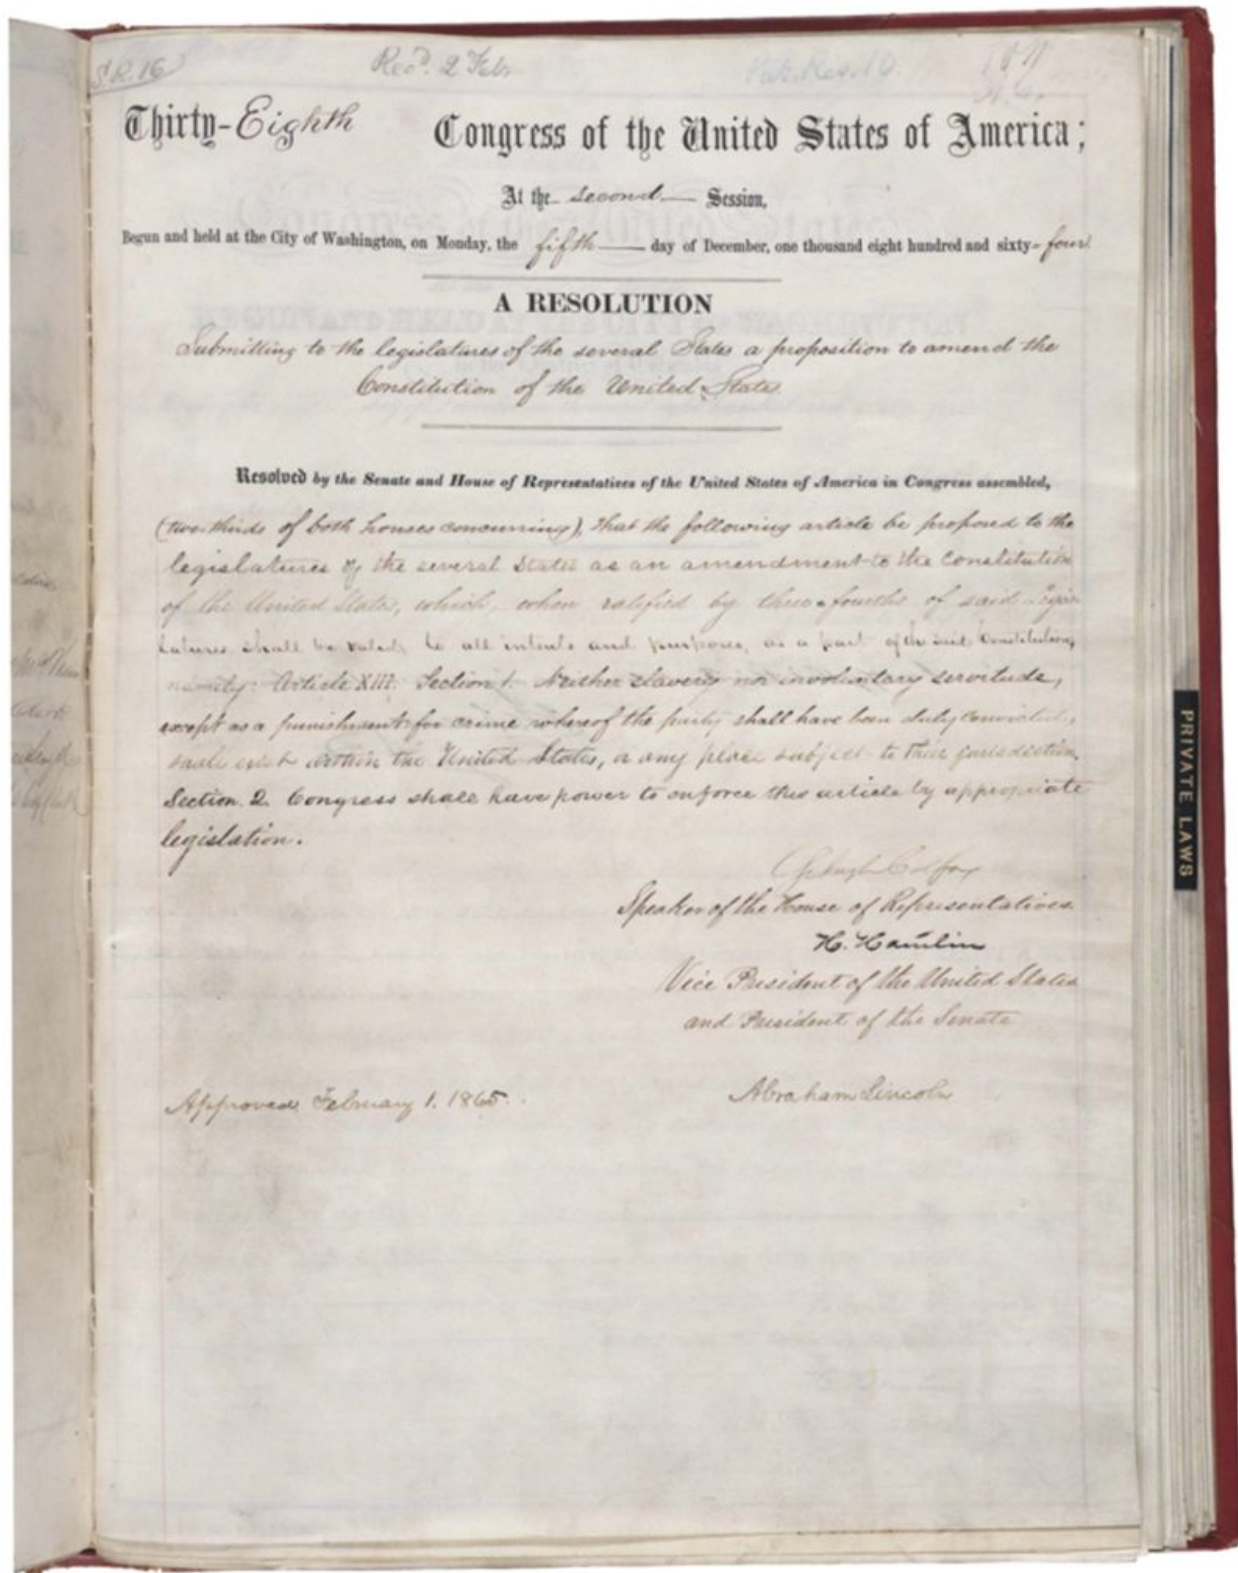 S.R. 16
Rec'd. 2 Feb.
Pub. Res. 10.
Thirty-Eighth Congress of the United States of America;
At the second Session,
Begun and held at the City of Washington, on Monday, the fifth day of December, one thousand eight hundred and sixty-four
A RESOLUTION
Submitting to the legislatures of the several States a proposition to amend the
Constitution of the United States.
Resolved by the Senate and House of Representatives of the United States of America in Congress assembled,
(two-thirds of both houses concurring), that the following article be proposed to the
legislatures of the several States as an amendment to the Constitution
of the United States, which, when ratified by three-fourths of said Legis-
latures shall be valid, to all intents and purposes, as a part of the said Constitution,
namely: Article XIII. Section 1. Neither slavery nor involuntary servitude,
except as a punishment for crime whereof the party shall have been duly convicted,
shall exist within the United States, or any place subject to their jurisdiction.
Section. 2. Congress shall have power to enforce this article by appropriate
legislation.
Schuyler Colfax
Speaker of the House of Representatives.
H. Hamlin
Vice President of the United States
and President of the Senate
Approved, February 1. 1865.
Abraham Lincoln
PRIVATE LAWS